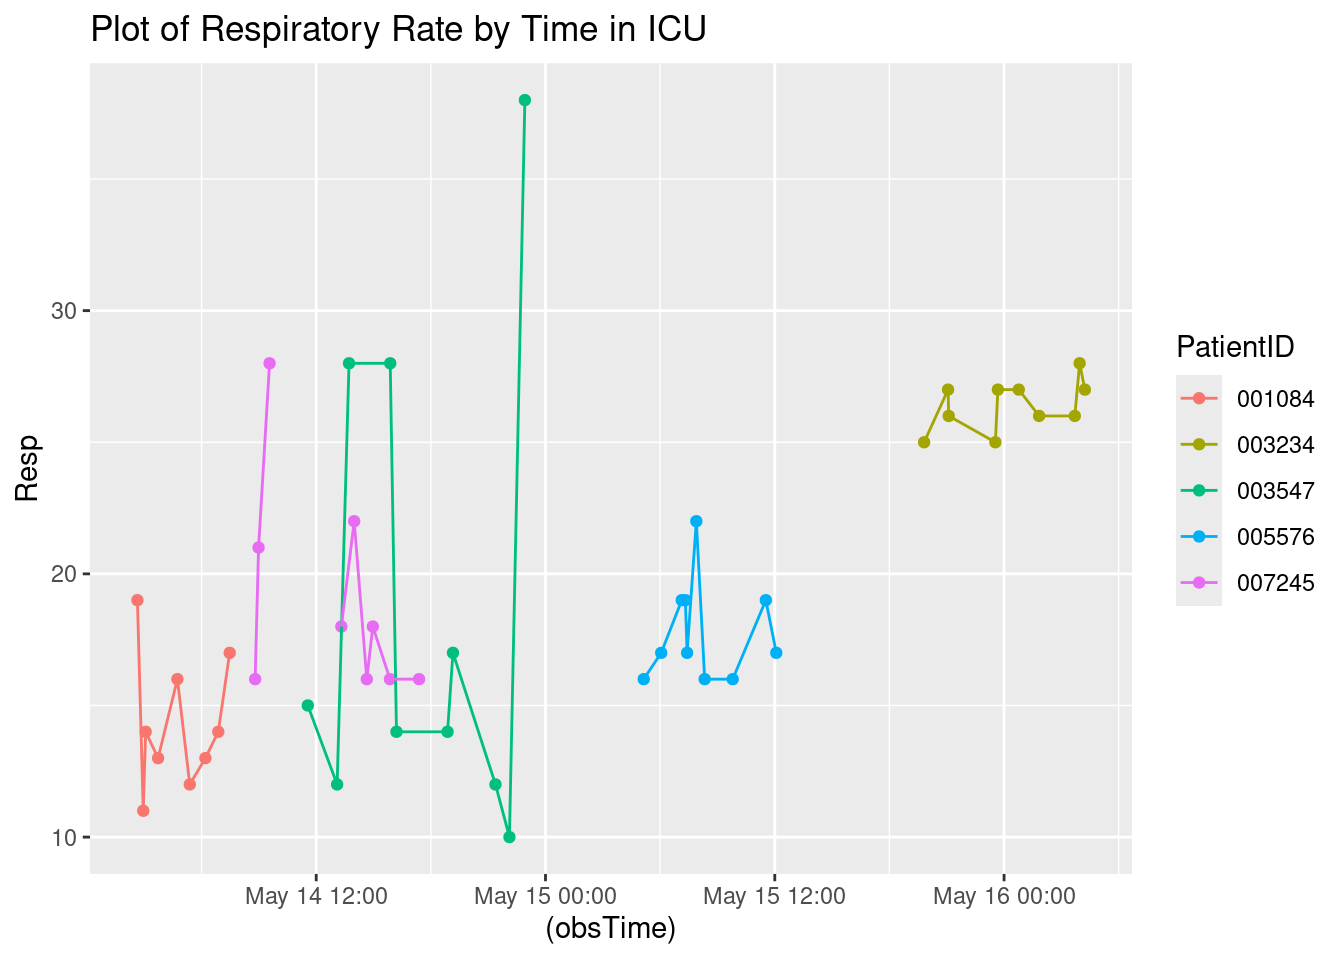 Plot of Respiratory Rate by Time in ICU
Resp
30
20
10
May 14 12:00
May 15 00:00
May 15 12:00
May 16 00:00
(obsTime)
PatientID
001084
003234
003547
005576
007245